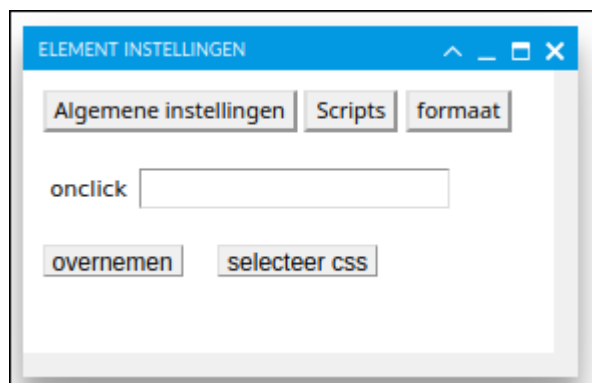 ELEMENT INSTELLINGEN
Algemene instellingen Scripts formaat
onclick
overnemen selecteer css